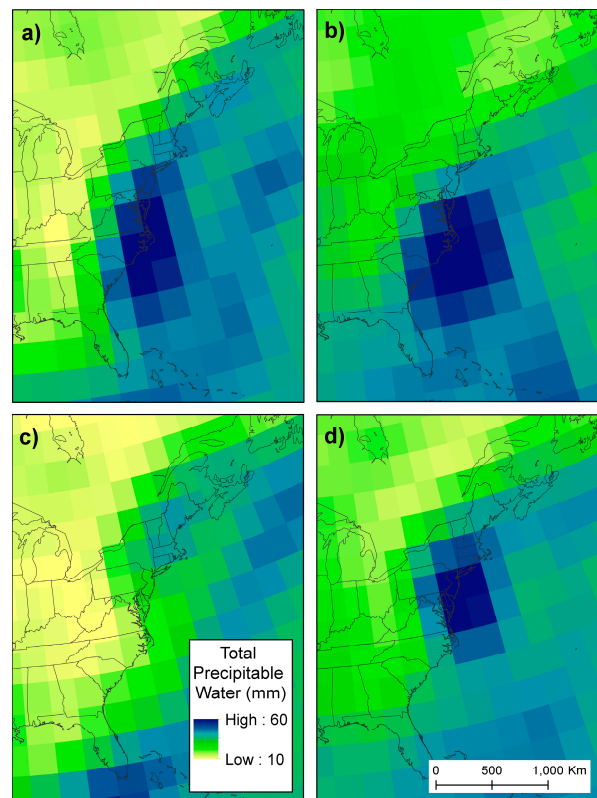 a)
b)
c)
d)
Total
Precipitable
Water (mm)
High : 60
Low : 10
0 500 1,000 Km